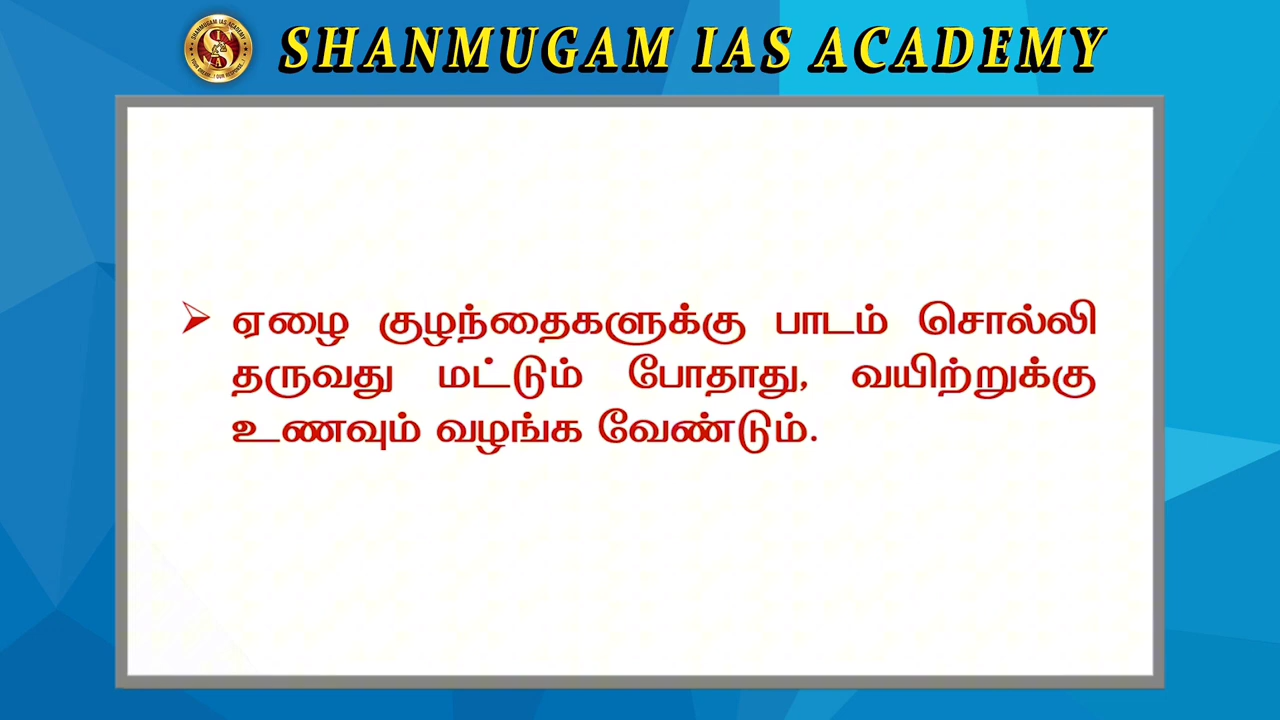 SHANMUGAM IAS ACADEMY
➢ ஏழை குழந்தைகளுக்கு பாடம் சொல்லி
தருவது மட்டும் போதாது, வயிற்றுக்கு
உணவும் வழங்க வேண்டும்.